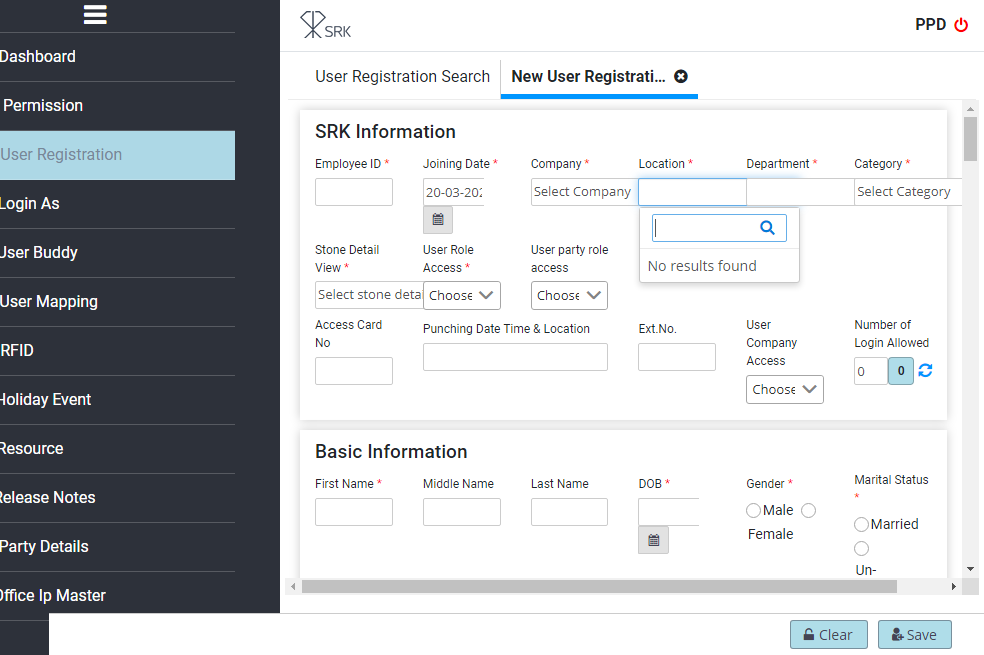 SRK
PPD
Dashboard
Permission
User Registration
Login As
User Buddy
User Mapping
RFID
Holiday Event
Resource
Release Notes
Party Details
Office Ip Master
User Registration Search
New User Registrati...
SRK Information
Employee ID *
Joining Date *
Company *
Location *
Department *
Category *
20-03-202
Select Company
Select Category
No results found
Stone Detail
View *
User Role
Access *
User party role
access
Select stone detai
Choose
Choose
Access Card
No
Punching Date Time & Location
Ext.No.
User
Company
Access
Number of
Login Allowed
Choose
0
0
Basic Information
First Name *
Middle Name
Last Name
DOB *
Gender *
Marital Status
*
Male
Female
Married
Un-
Clear
Save